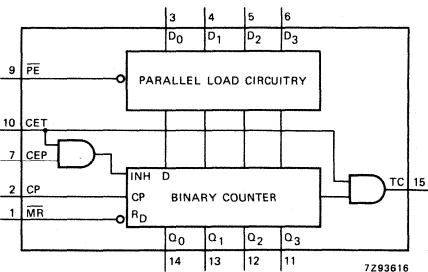 3 4 5 6
D0 D1 D2 D3
9 PE
PARALLEL LOAD CIRCUITRY
10 CET
7 CEP
INH D
TC 15
2 CP
CP BINARY COUNTER
1 MR
RD
Q0 Q1 Q2 Q3
14 13 12 11
7Z93616